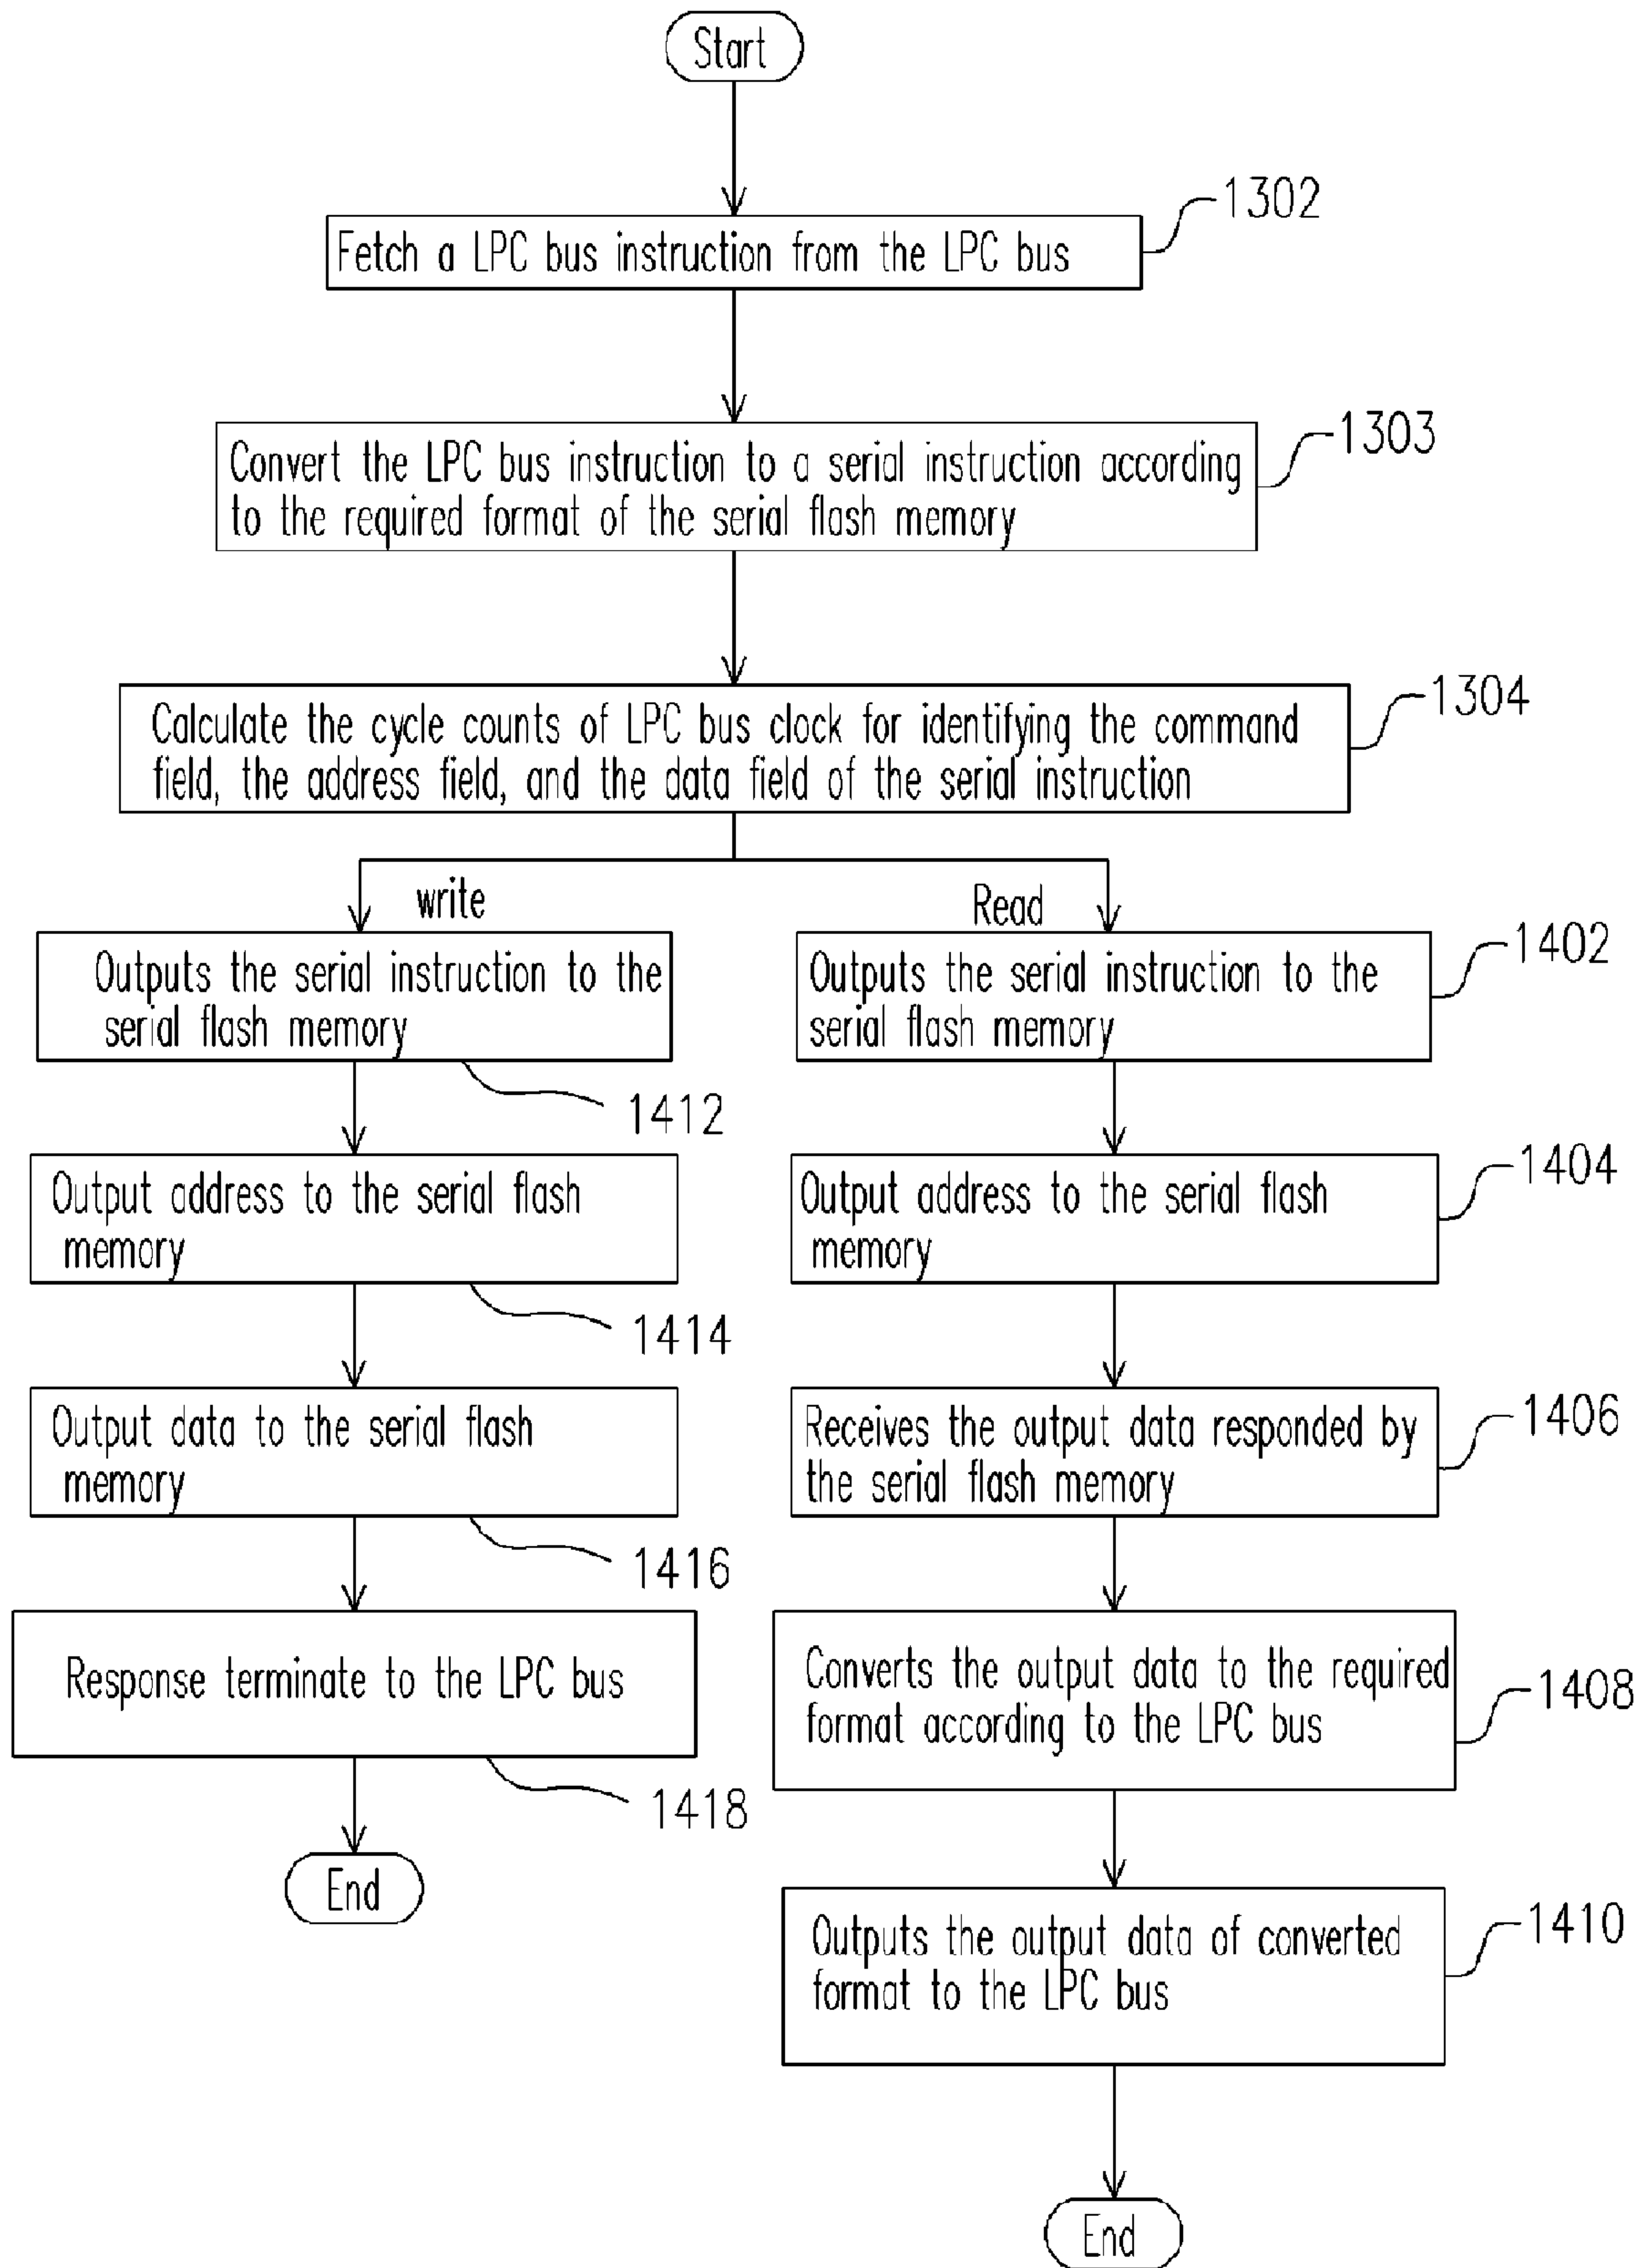 Start
Fetch a LPC bus instruction from the LPC bus
1302
Convert the LPC bus instruction to a serial instruction according
to the required format of the serial flash memory
1303
Calculate the cycle counts of LPC bus clock for identifying the command
field, the address field, and the data field of the serial instruction
1304
write
Outputs the serial instruction to the
serial flash memory
1412
Output address to the serial flash
memory
1414
Output data to the serial flash
memory
1416
Response terminate to the LPC bus
1418
End
Read
Outputs the serial instruction to the
serial flash memory
1402
Output address to the serial flash
memory
1404
Receives the output data responded by
the serial flash memory
1406
Converts the output data to the required
format according to the LPC bus
1408
Outputs the output data of converted
format to the LPC bus
1410
End